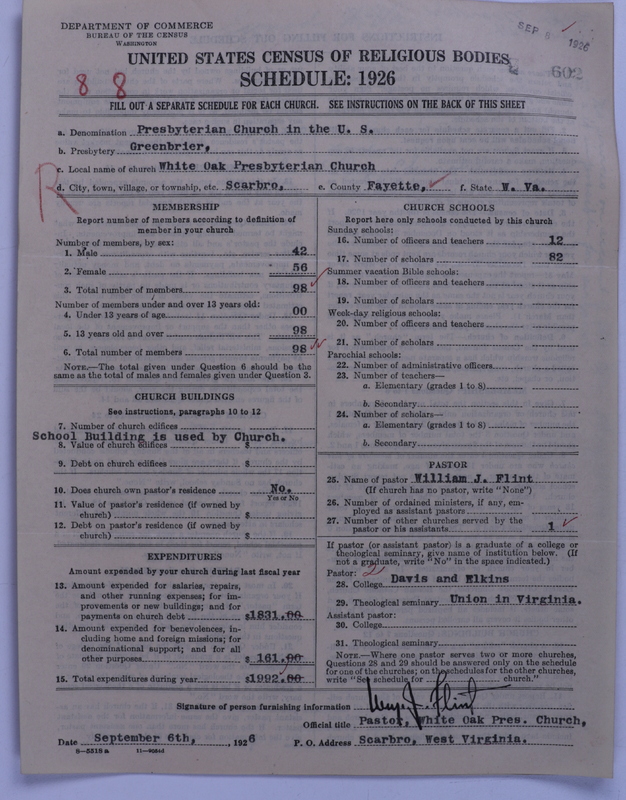 DEPARTMENT OF COMMERCE
BUREAU OF THE CENSUS
WASHINGTON
SEP 6 1926
UNITED STATES CENSUS OF RELIGIOUS BODIES
8 8
SCHEDULE: 1926
602
FILL OUT A SEPARATE SCHEDULE FOR EACH CHURCH. SEE INSTRUCTIONS ON THE BACK OF THIS SHEET
a. Denomination Presbyterian Church in the U. S.
b. Presbytery Greenbrier,
c. Local name of church White Oak Presbyterian Church
R
d. City, town, village, or township, etc. Scarbro, e. County Fayette, f. State W. Va.
MEMBERSHIP
Report number of members according to definition of
member in your church
Number of members, by sex:
1. Male 42
2. Female 56
3. Total number of members 98
Number of members under and over 13 years old:
4. Under 13 years of age 00
5. 13 years old and over 98
6. Total number of members 98
NOTE.—The total given under Question 6 should be
same as the total of males and females given under Question 3.
CHURCH BUILDINGS
See instructions, paragraphs 10 to 12
7. Number of church edifices
School Building is used by Church.
8. Value of church edifices $
9. Debt on church edifices $
10. Does church own pastor's residence No.
Yes or No
11. Value of pastor's residence (if owned by
church) $
12. Debt on pastor's residence (if owned by
church) $
EXPENDITURES
Amount expended by your church during last fiscal year
13. Amount expended for salaries, repairs,
and other running expenses; for im-
provements or new buildings; and for
payments on church debt $1831.00
14. Amount expended for benevolences, in-
cluding home and foreign missions; for
denominational support; and for all
other purposes $ 161.00
15. Total expenditures during year $1992.00
CHURCH SCHOOLS
Report here only schools conducted by this church
Sunday schools:
16. Number of officers and teachers 12
17. Number of scholars 82
Summer vacation Bible schools:
18. Number of officers and teachers
19. Number of scholars
Week-day religious schools:
20. Number of officers and teachers
21. Number of scholars
Parochial schools:
22. Number of administrative officers
23. Number of teachers—
a. Elementary (grades 1 to 8)
b. Secondary
24. Number of scholars—
a. Elementary (grades 1 to 8)
b. Secondary
PASTOR
25. Name of pastor William J. Flint
(If church has no pastor, write "None")
26. Number of ordained ministers, if any, em-
ployed as assistant pastors
27. Number of other churches served by the
pastor or his assistants 1
If pastor (or assistant pastor) is a graduate of a college or
theological seminary, give name of institution below. (If
not a graduate, write "No" in the space indicated.)
Pastor:
28. College Davis and Elkins
29. Theological seminary Union in Virginia.
Assistant pastor:
30. College
31. Theological seminary
NOTE.—Where one pastor serves two or more churches,
Questions 28 and 29 should be answered only on the schedule
for one of the churches; on the schedules for the other churches,
write "See schedule for church."
Signature of person furnishing information Wm. J. Flint
Official title Pastor, White Oak Pres. Church,
Date September 6th, , 1926 P. O. Address Scarbro, West Virginia.
8—5318 a 11—9084d